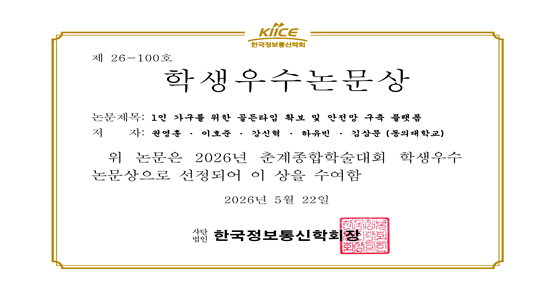 KIICE
한국정보통신학회
제 26-100호
학생우수논문상
논문제목: 1인 가구를 위한 골든타임 확보 및 안전망 구축 플랫폼
저 자: 원영훈 · 이호준 · 강신혁 · 하유빈 · 김삼문 (동의대학교)
위 논문은 2026년 춘계종합학술대회 학생우수
논문상으로 선정되어 이 상을 수여함
2026년 5월 22일
사단법인 한국정보통신학회장